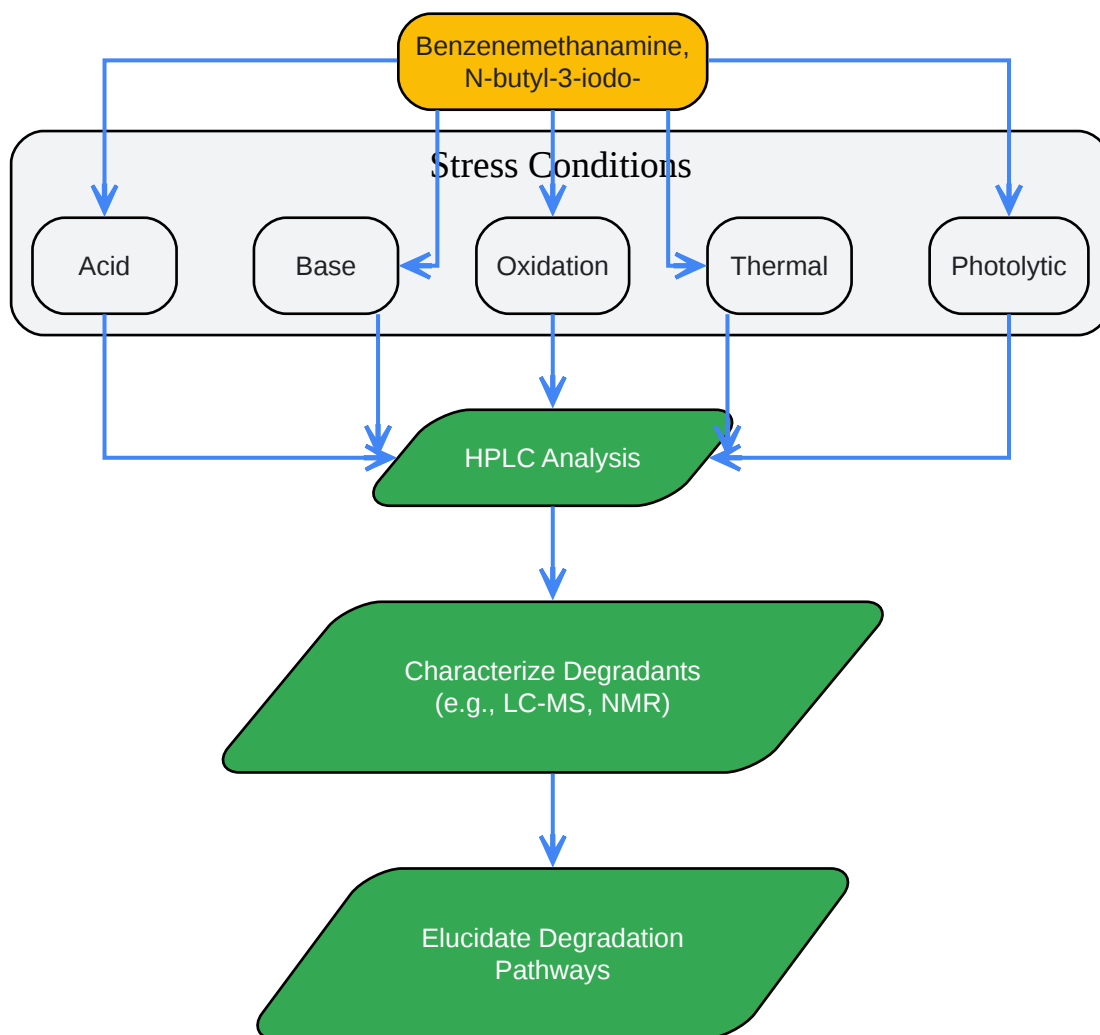 Benzenemethanamine,
N-butyl-3-iodo-
Stress Conditions
Acid
Base
Oxidation
Thermal
Photolytic
HPLC Analysis
Characterize Degradants
(e.g., LC-MS, NMR)
Elucidate Degradation
Pathways